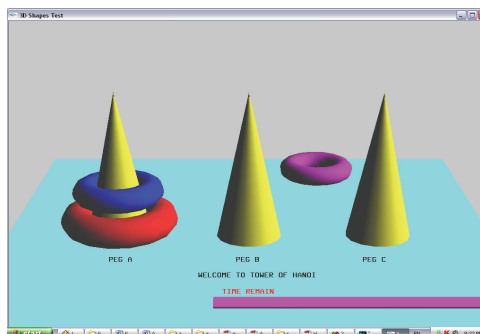 3D Shapes Test
PEG A PEG B PEG C
WELCOME TO TOWER OF HANOI
TIME REMAIN